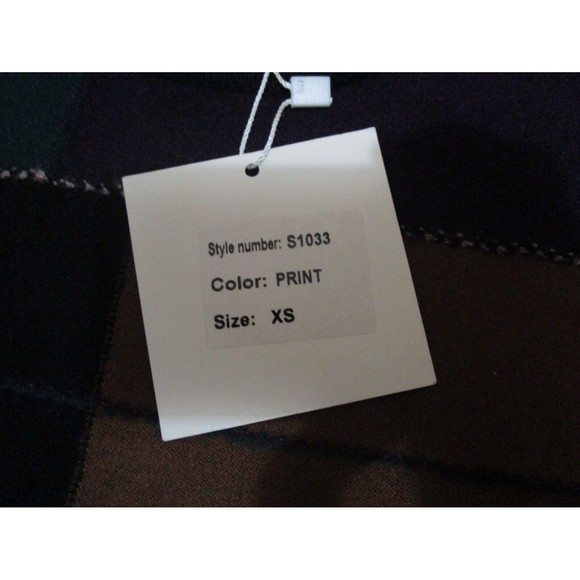 Style number: S1033
Color: PRINT
Size: XS